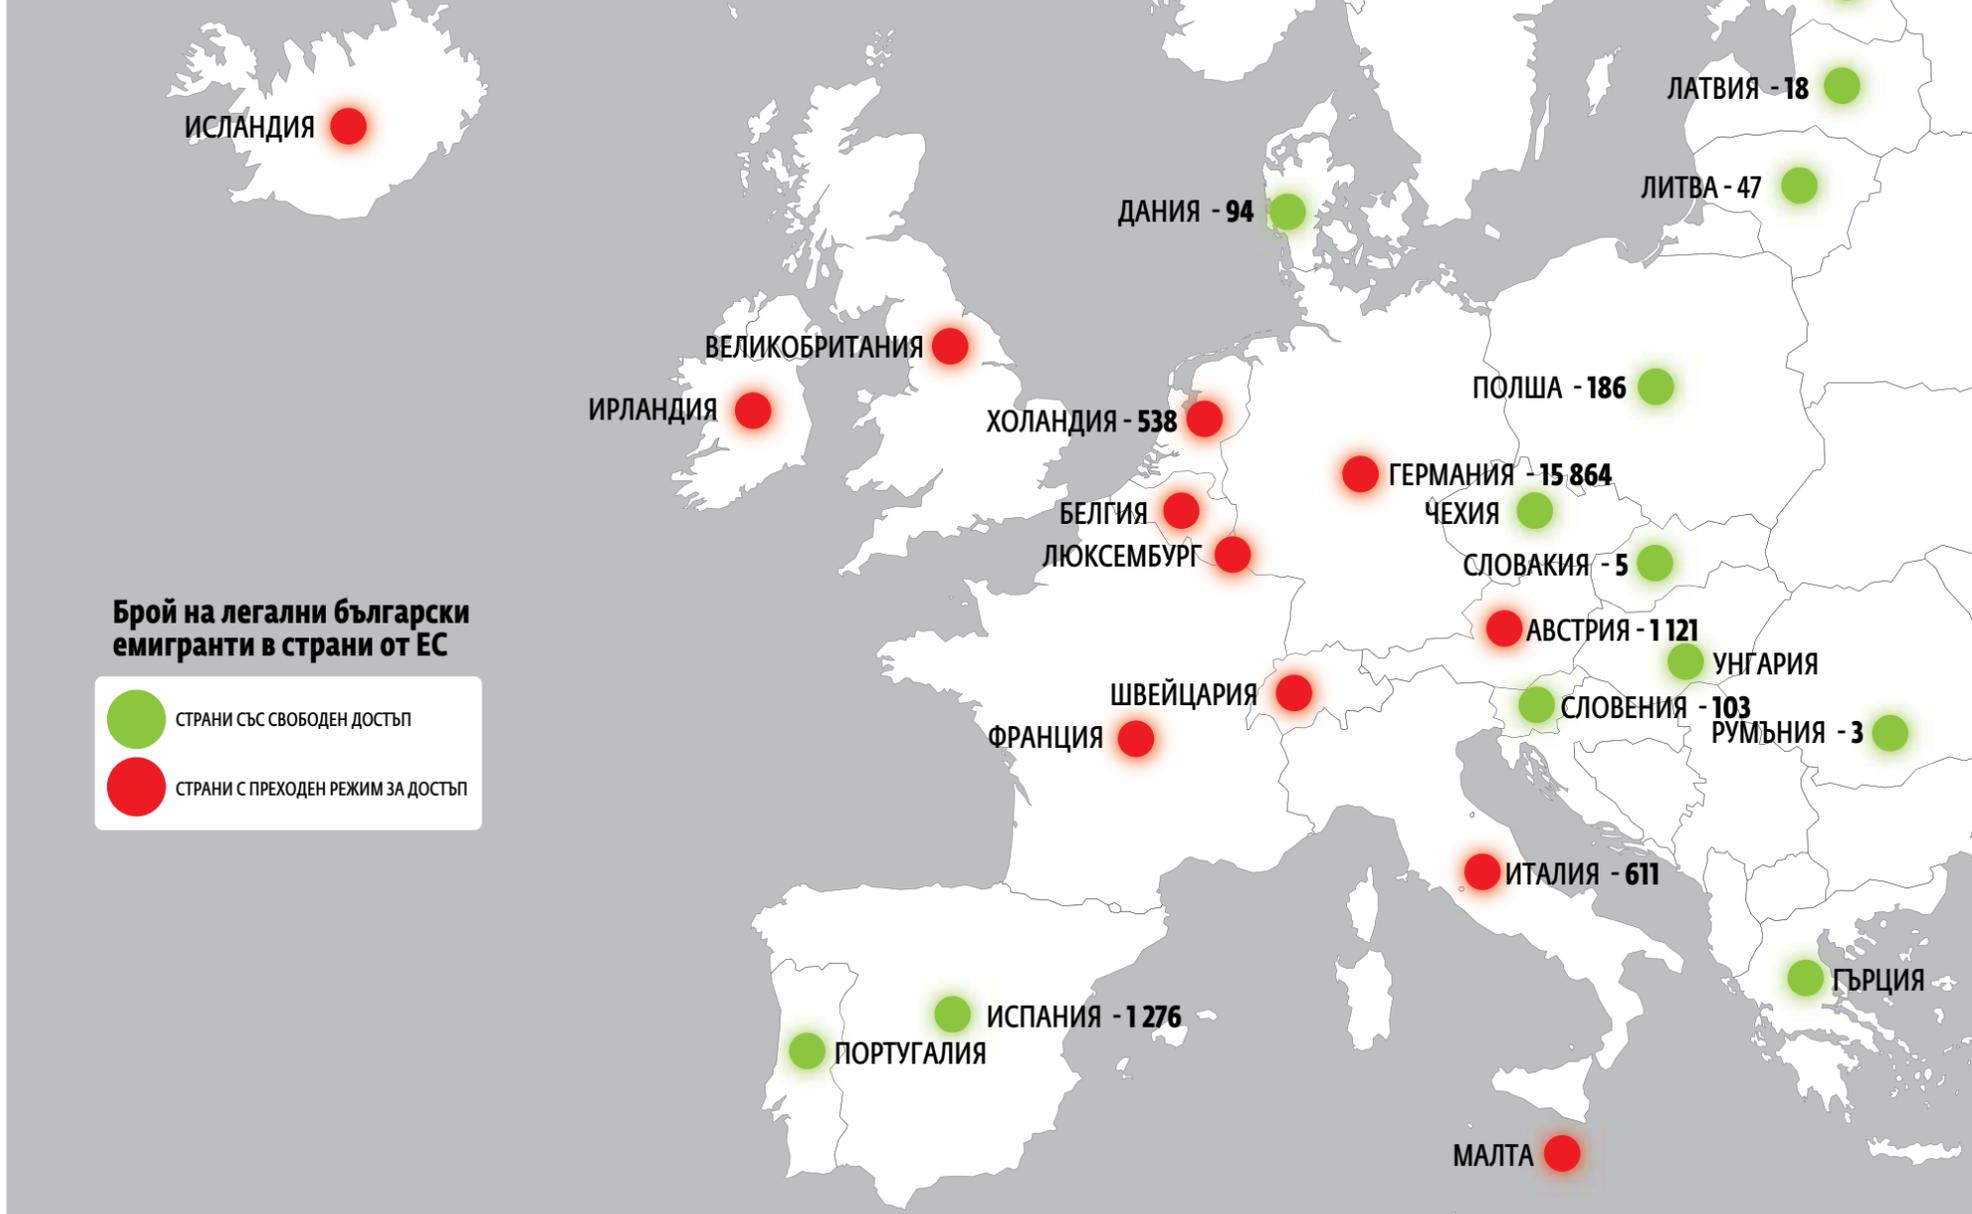 ЛАТВИЯ - 18
ИСЛАНДИЯ
ЛИТВА - 47
ДАНИЯ - 94
ВЕЛИКОБРИТАНИЯ
ПОЛША - 186
ИРЛАНДИЯ
ХОЛАНДИЯ - 538
ГЕРМАНИЯ - 15 864
БЕЛГИЯ
ЧЕХИЯ
ЛЮКСЕМБУРГ
СЛОВАКИЯ - 5
Брой на легални български
емигранти в страни от ЕС
АВСТРИЯ - 1 121
УНГАРИЯ
ШВЕЙЦАРИЯ
СЛОВЕНИЯ - 103
СТРАНИ СЪС СВОБОДЕН ДОСТЪП
РУМЪНИЯ - 3
ФРАНЦИЯ
СТРАНИ С ПРЕХОДЕН РЕЖИМ ЗА ДОСТЪП
ИТАЛИЯ - 611
ГЪРЦИЯ
ИСПАНИЯ - 1 276
ПОРТУГАЛИЯ
МАЛТА